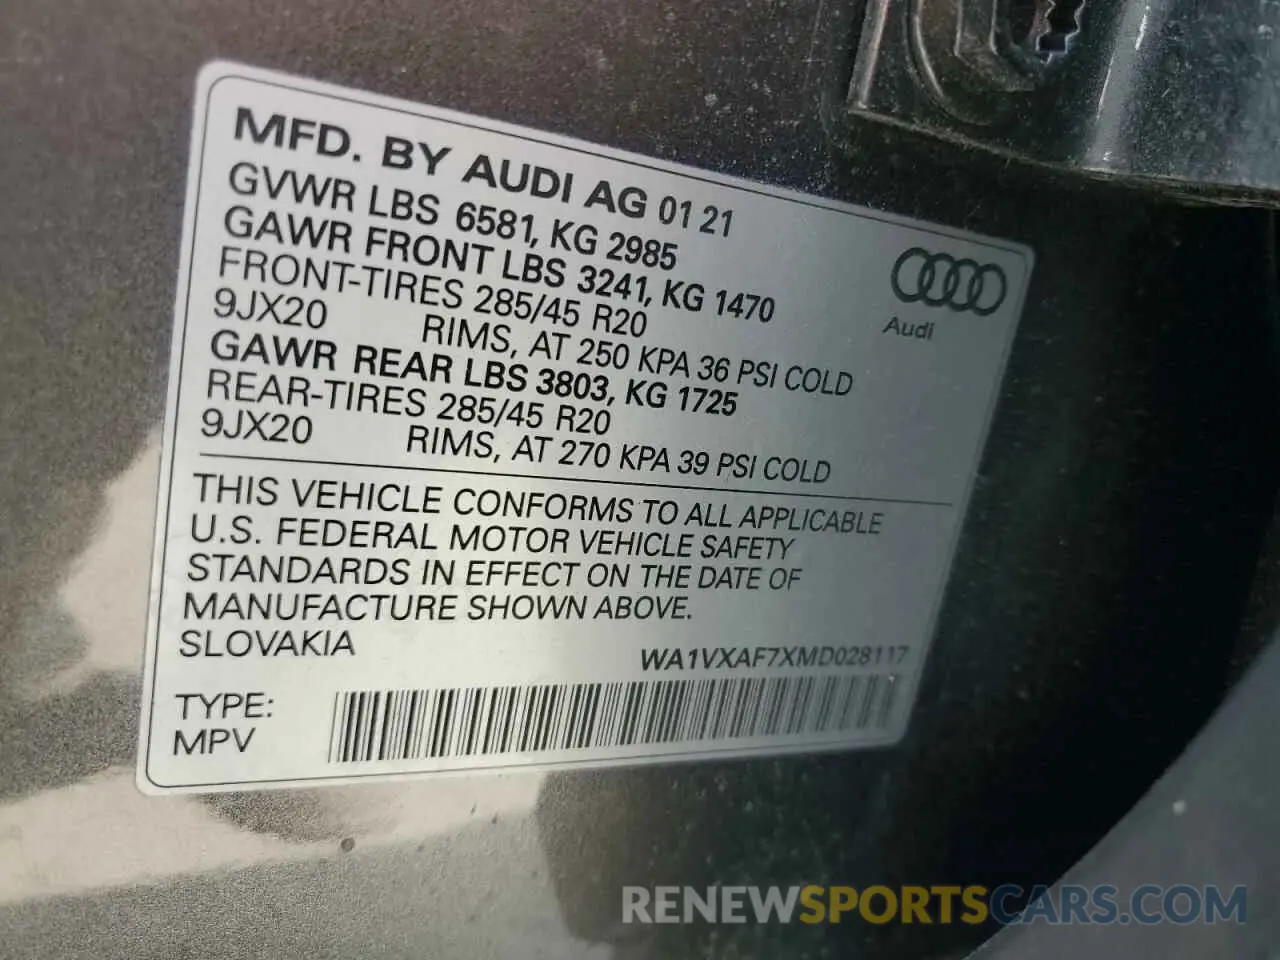 MFD. BY AUDI AG 01 21
GVWR LBS 6581, KG 2985
GAWR FRONT LBS 3241, KG 1470
FRONT-TIRES 285/45 R20
9JX20 RIMS, AT 250 KPA 36 PSI COLD
GAWR REAR LBS 3803, KG 1725
REAR-TIRES 285/45 R20
9JX20 RIMS, AT 270 KPA 39 PSI COLD
Audi
THIS VEHICLE CONFORMS TO ALL APPLICABLE
U.S. FEDERAL MOTOR VEHICLE SAFETY
STANDARDS IN EFFECT ON THE DATE OF
MANUFACTURE SHOWN ABOVE.
SLOVAKIA
WA1VXAF7XMD028117
TYPE:
MPV
RENEWSPORTSCARS.COM